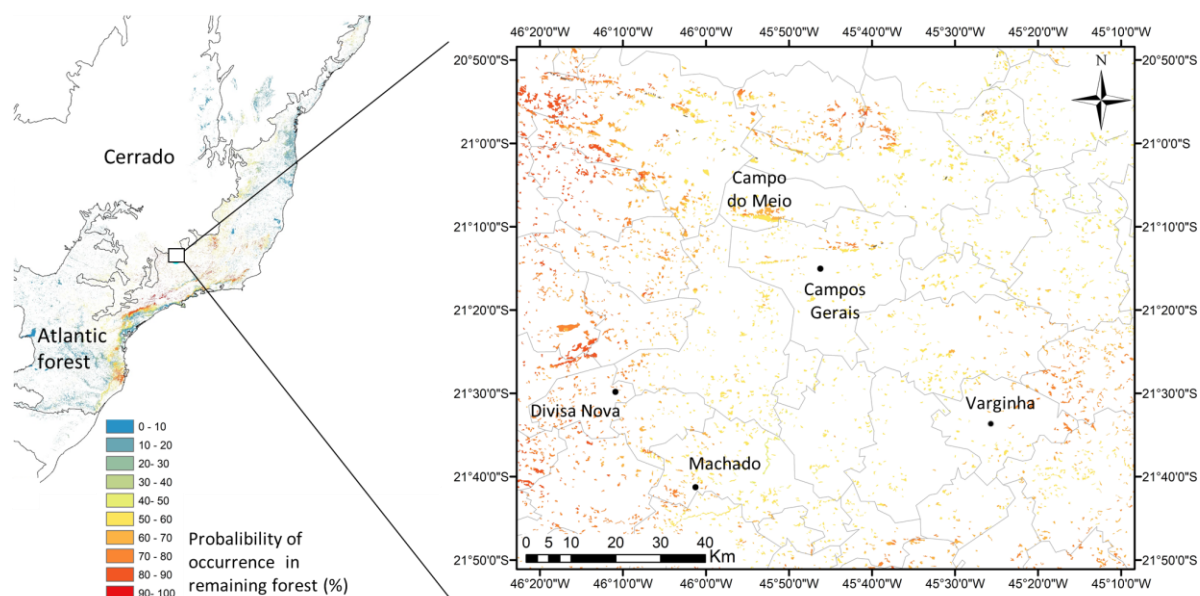 Cerrado
Atlantic
forest
0 - 10
10 - 20
20- 30
30 - 40
40- 50
50 - 60
60 - 70
70 - 80
80 - 90
90- 100
Probalibility of
occurrence in
remaining forest (%)
46°20'0"W 46°10'0"W 46°0'0"W 45°50'0"W 45°40'0"W 45°30'0"W 45°20'0"W 45°10'0"W
N
20°50'0"S 20°50'0"S
21°0'0"S 21°0'0"S
Campo
do Meio
21°10'0"S 21°10'0"S
Campos
Gerais
21°20'0"S 21°20'0"S
21°30'0"S 21°30'0"S
Divisa Nova
Varginha
Machado
21°40'0"S 21°40'0"S
0 5 10 20 30 40
Km
21°50'0"S 21°50'0"S
46°20'0"W 46°10'0"W 46°0'0"W 45°50'0"W 45°40'0"W 45°30'0"W 45°20'0"W 45°10'0"W